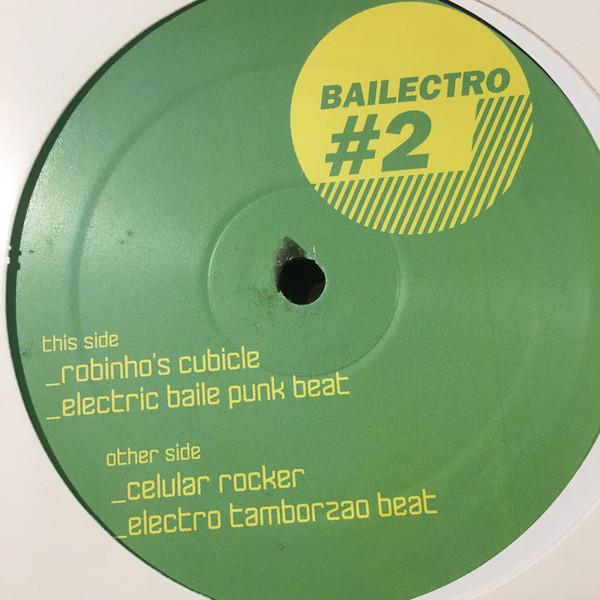 BAILECTRO
#2
this side
_robinho's cubicle
_electric baile punk beat
other side
_celular rocker
_electro tamborzao beat